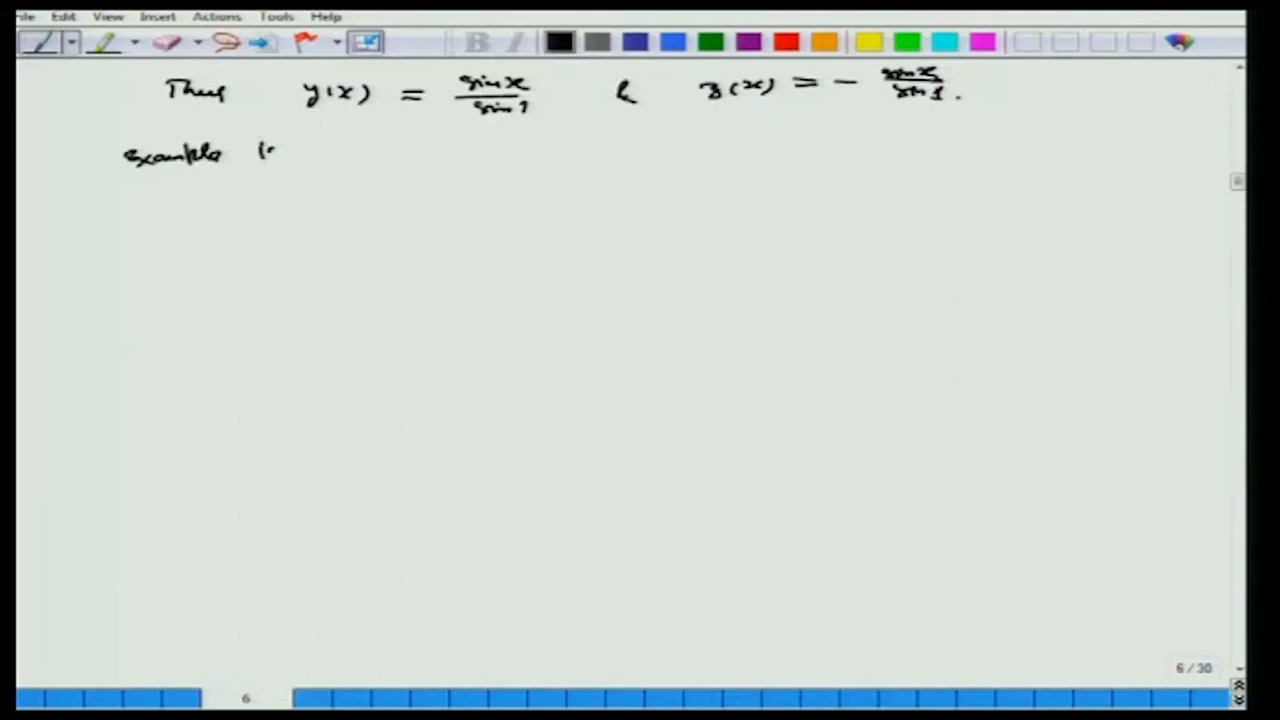 File Edit View Insert Actions Tools Help
B I
Thus y(x) = sin x / sin 1 & z(x) = - sin x / sin 1 .
Example (
6 / 30
6